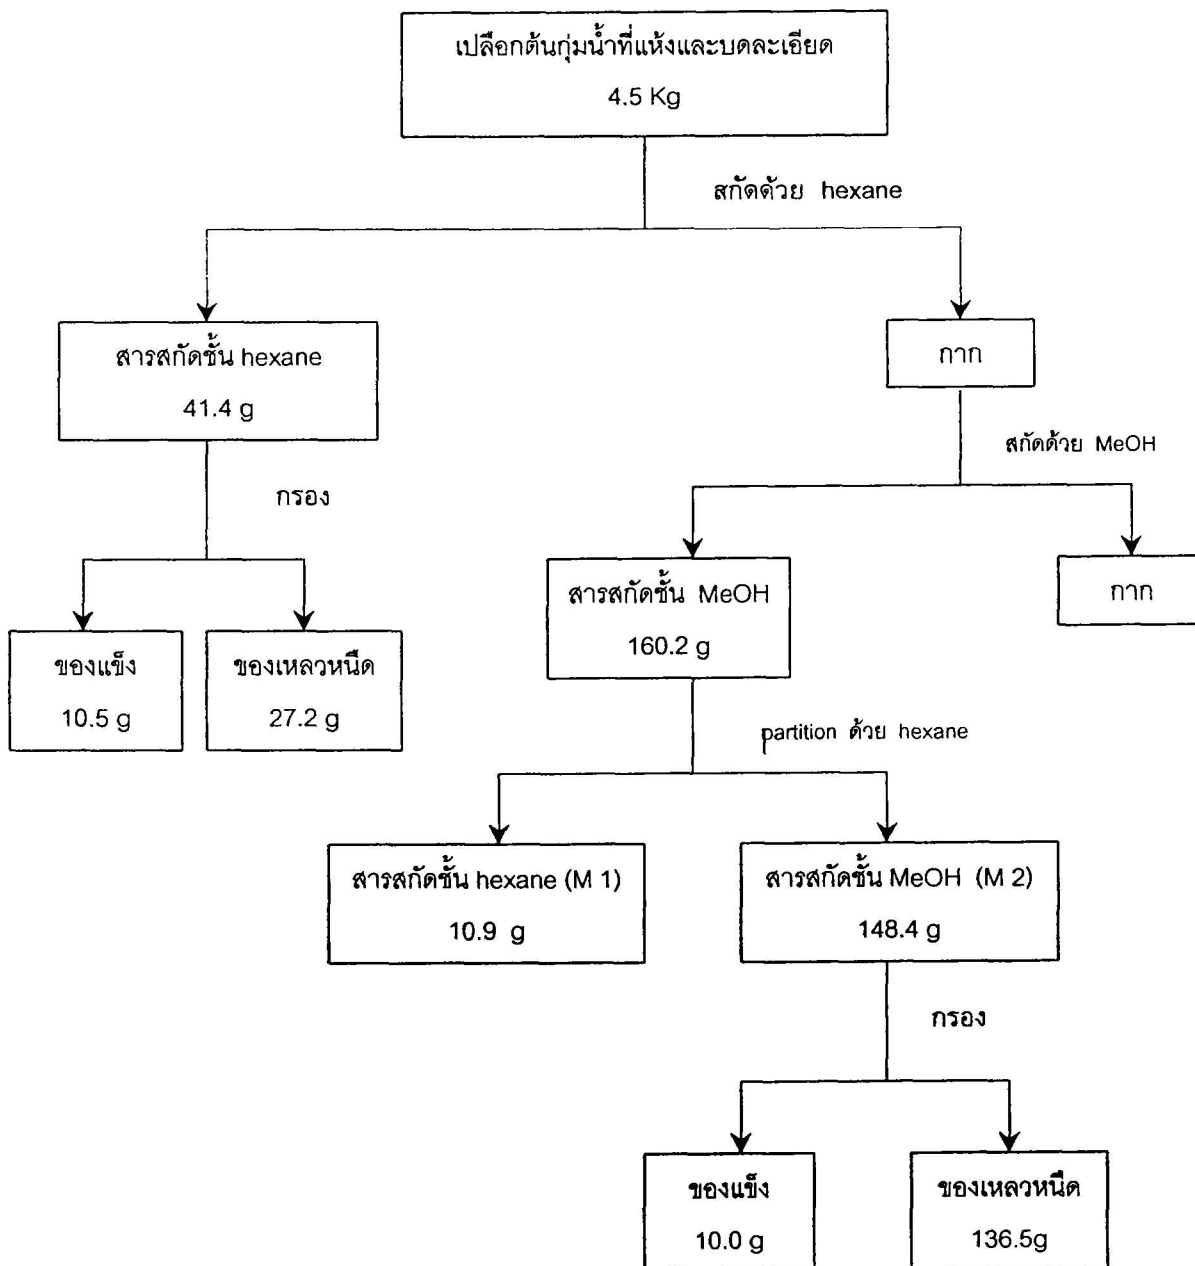 เปลือกต้นกุ่มน้ำที่แห้งและบดละเอียด
4.5 Kg
สกัดด้วย hexane
สารสกัดชั้น hexane
41.4 g
กาก
สกัดด้วย MeOH
กรอง
สารสกัดชั้น MeOH
160.2 g
กาก
ของแข็ง
10.5 g
ของเหลวหนืด
27.2 g
partition ด้วย hexane
สารสกัดชั้น hexane (M 1)
10.9 g
สารสกัดชั้น MeOH (M 2)
148.4 g
กรอง
ของแข็ง
10.0 g
ของเหลวหนืด
136.5g